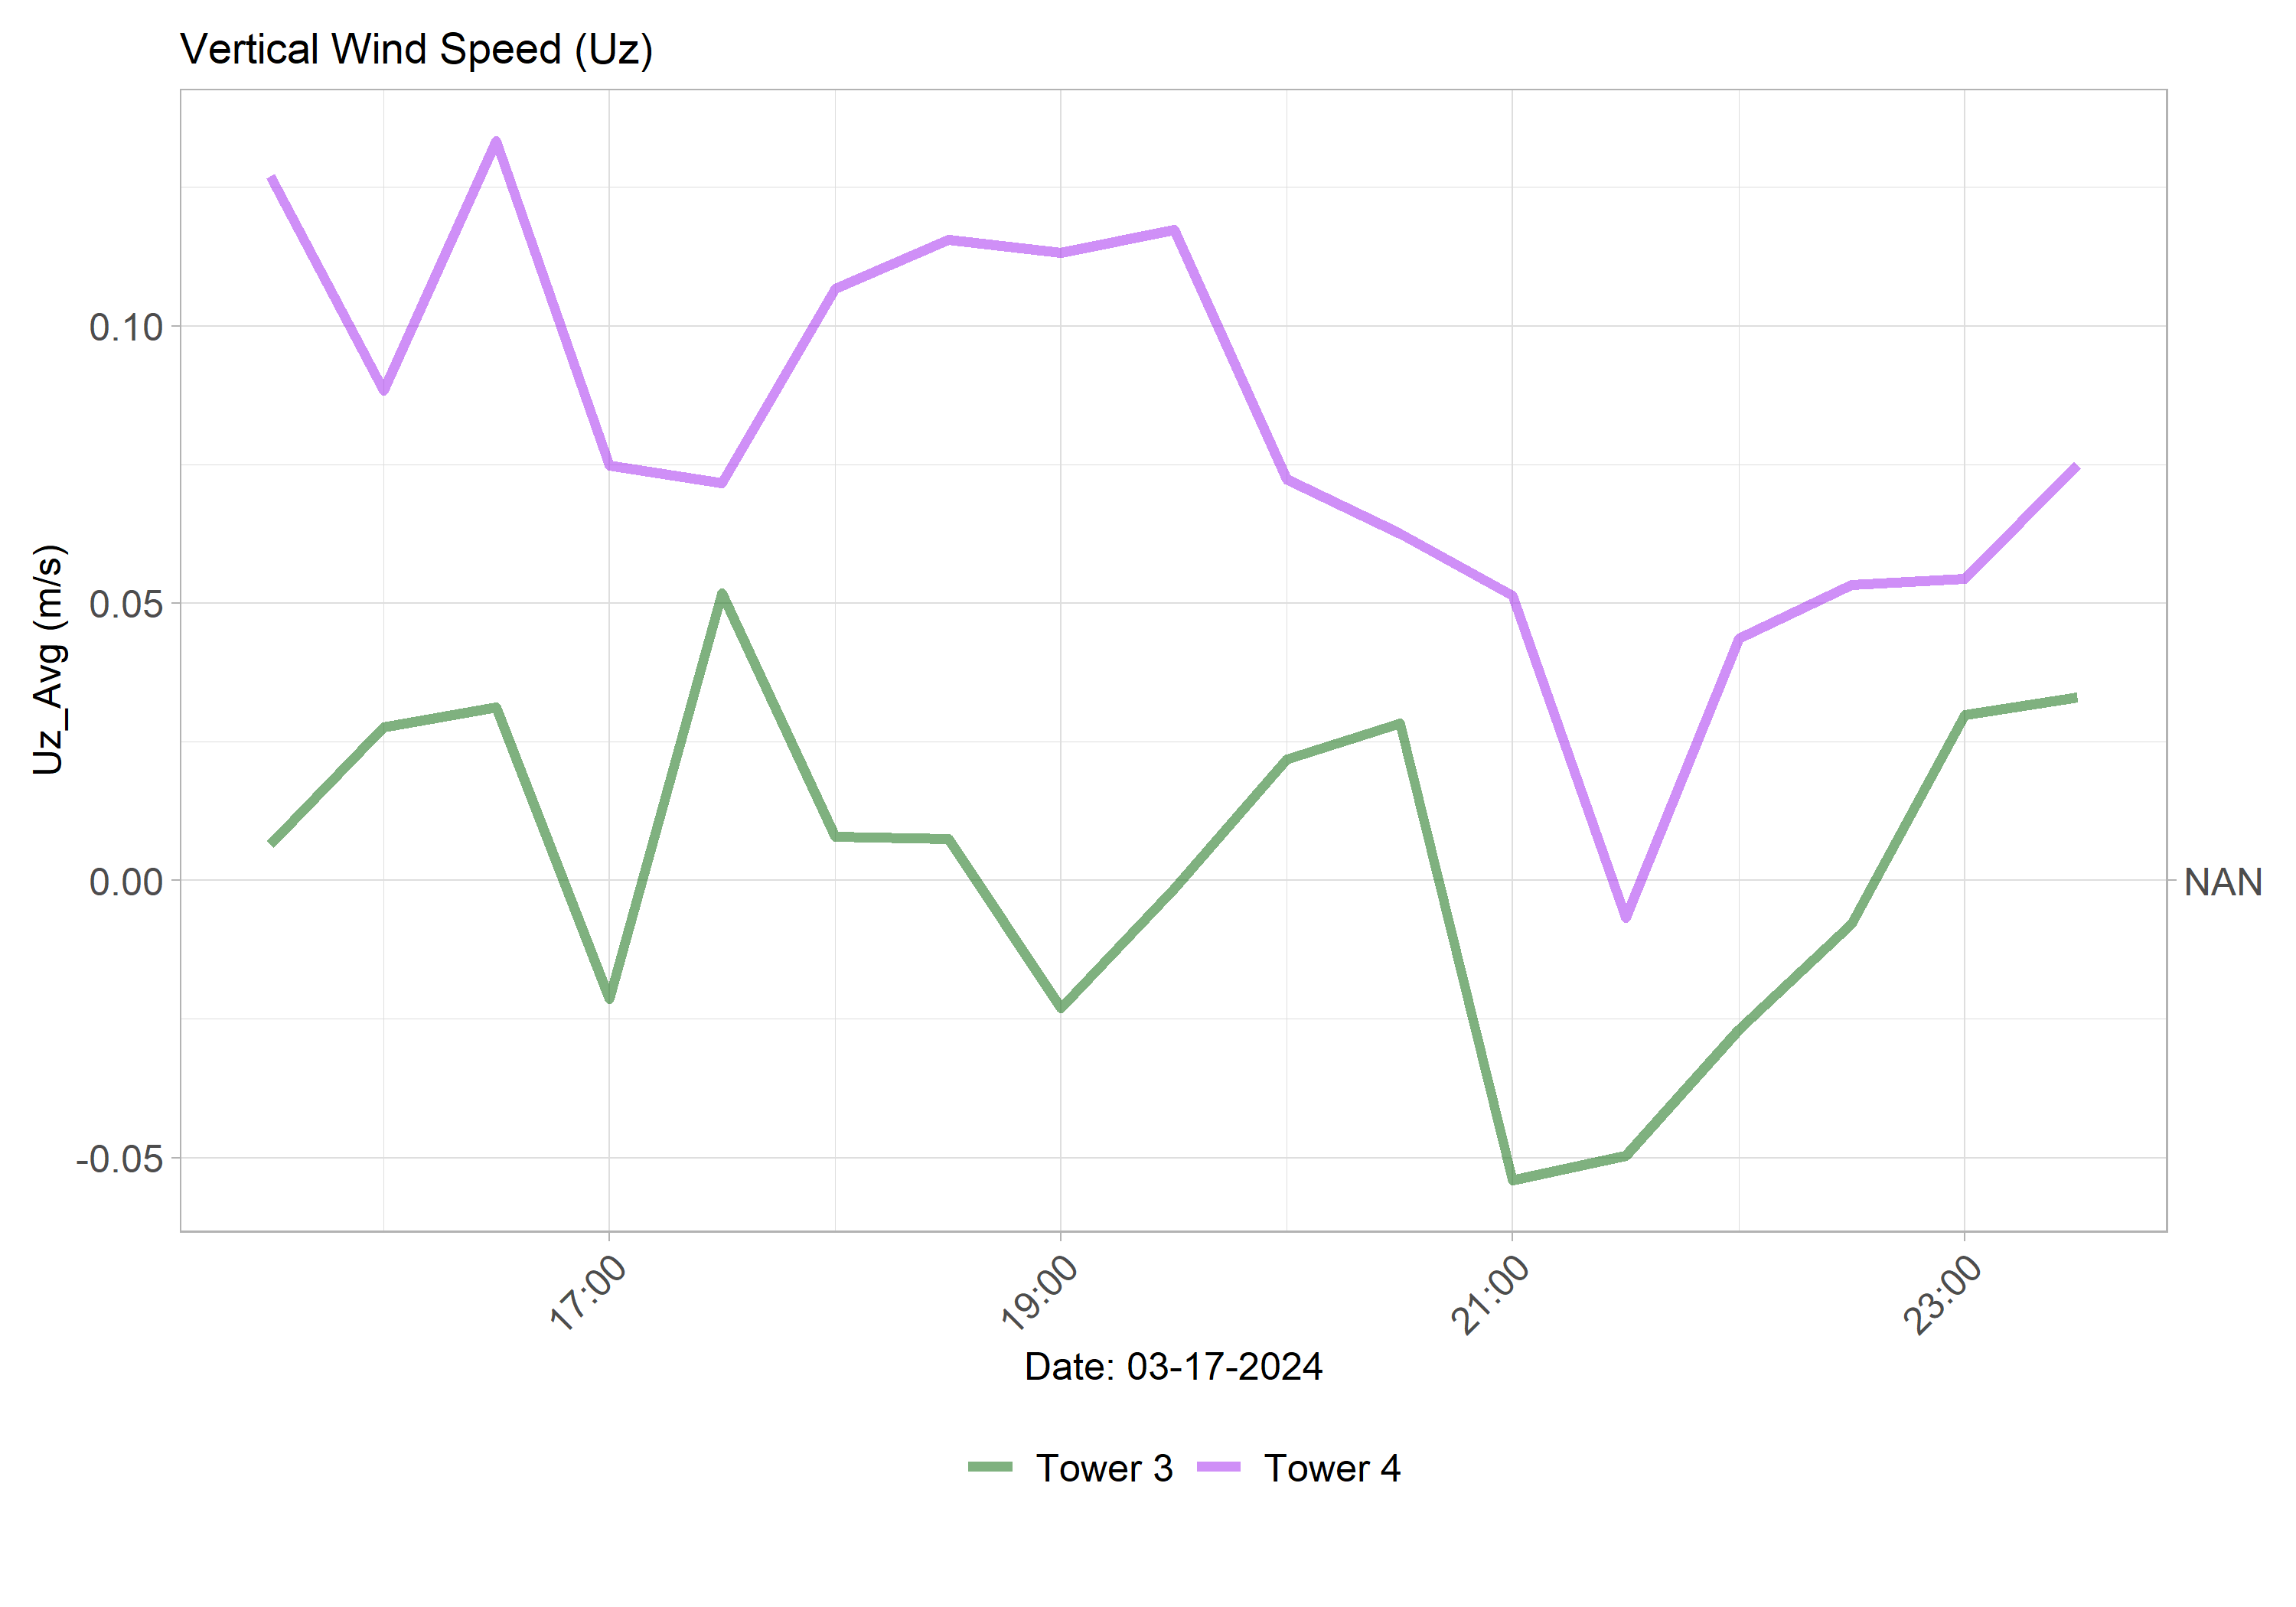 Vertical Wind Speed (Uz)
Uz_Avg (m/s)
0.10
0.05
0.00
-0.05
NAN
17:00
19:00
21:00
23:00
Date: 03-17-2024
Tower 3
Tower 4